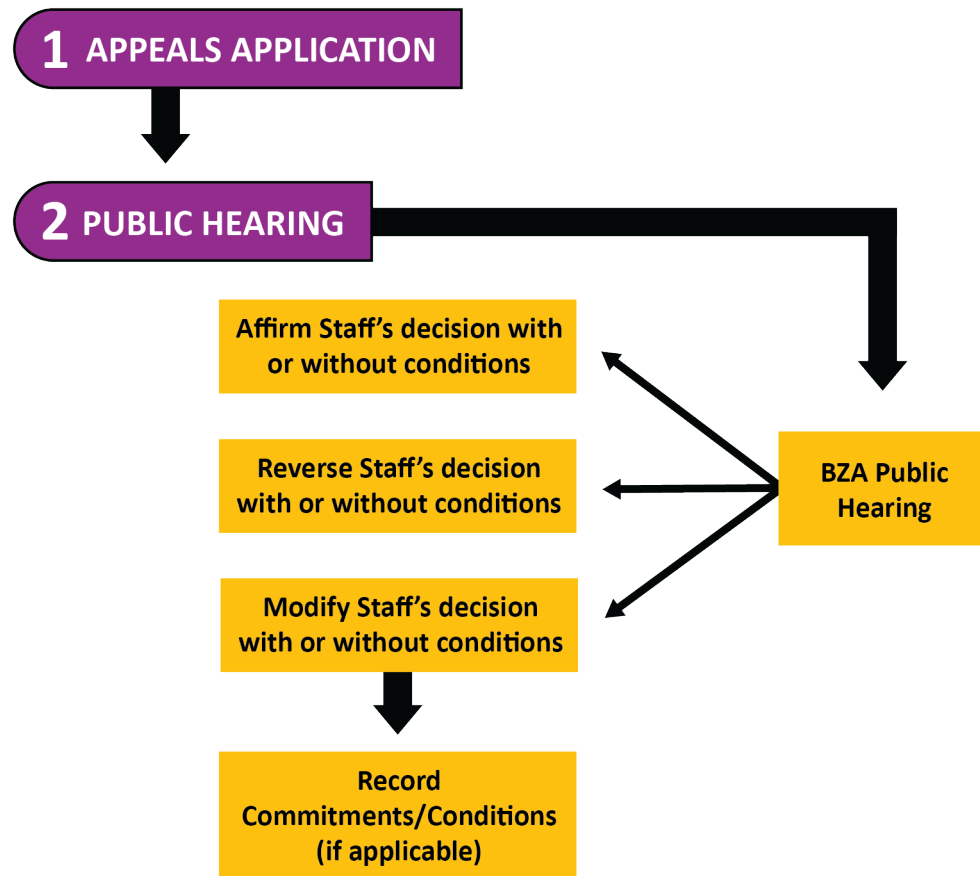 1 APPEALS APPLICATION
2 PUBLIC HEARING
Affirm Staff’s decision with
or without conditions
Reverse Staff’s decision
with or without conditions
BZA Public
Hearing
Modify Staff’s decision
with or without conditions
Record
Commitments/Conditions
(if applicable)